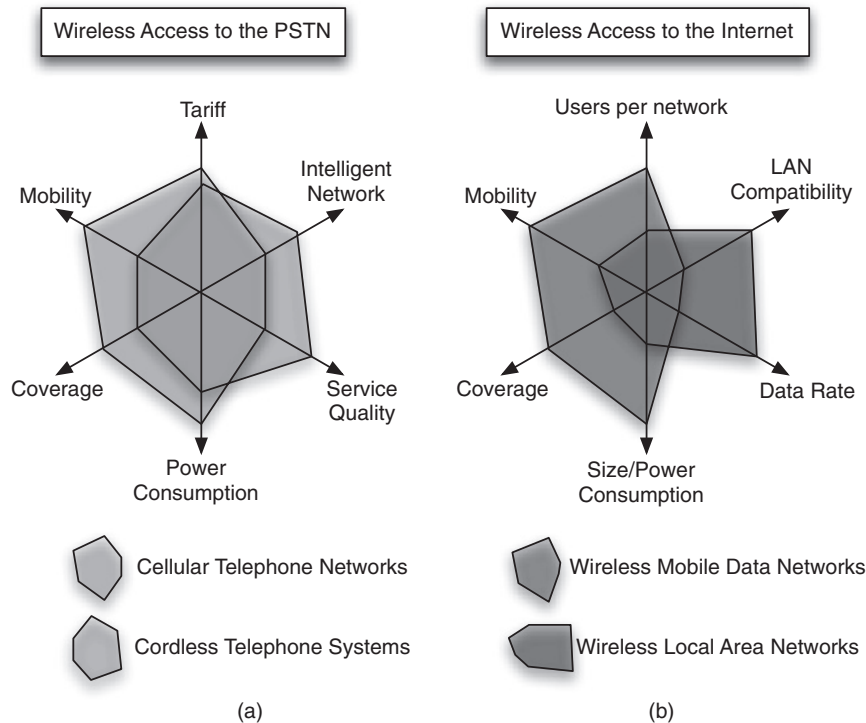 Wireless Access to the PSTN
Tariff
Intelligent
Network
Mobility
Coverage
Service
Quality
Power
Consumption
Cellular Telephone Networks
Cordless Telephone Systems
(a)
Wireless Access to the Internet
Users per network
LAN
Compatibility
Mobility
Coverage
Data Rate
Size/Power
Consumption
Wireless Mobile Data Networks
Wireless Local Area Networks
(b)